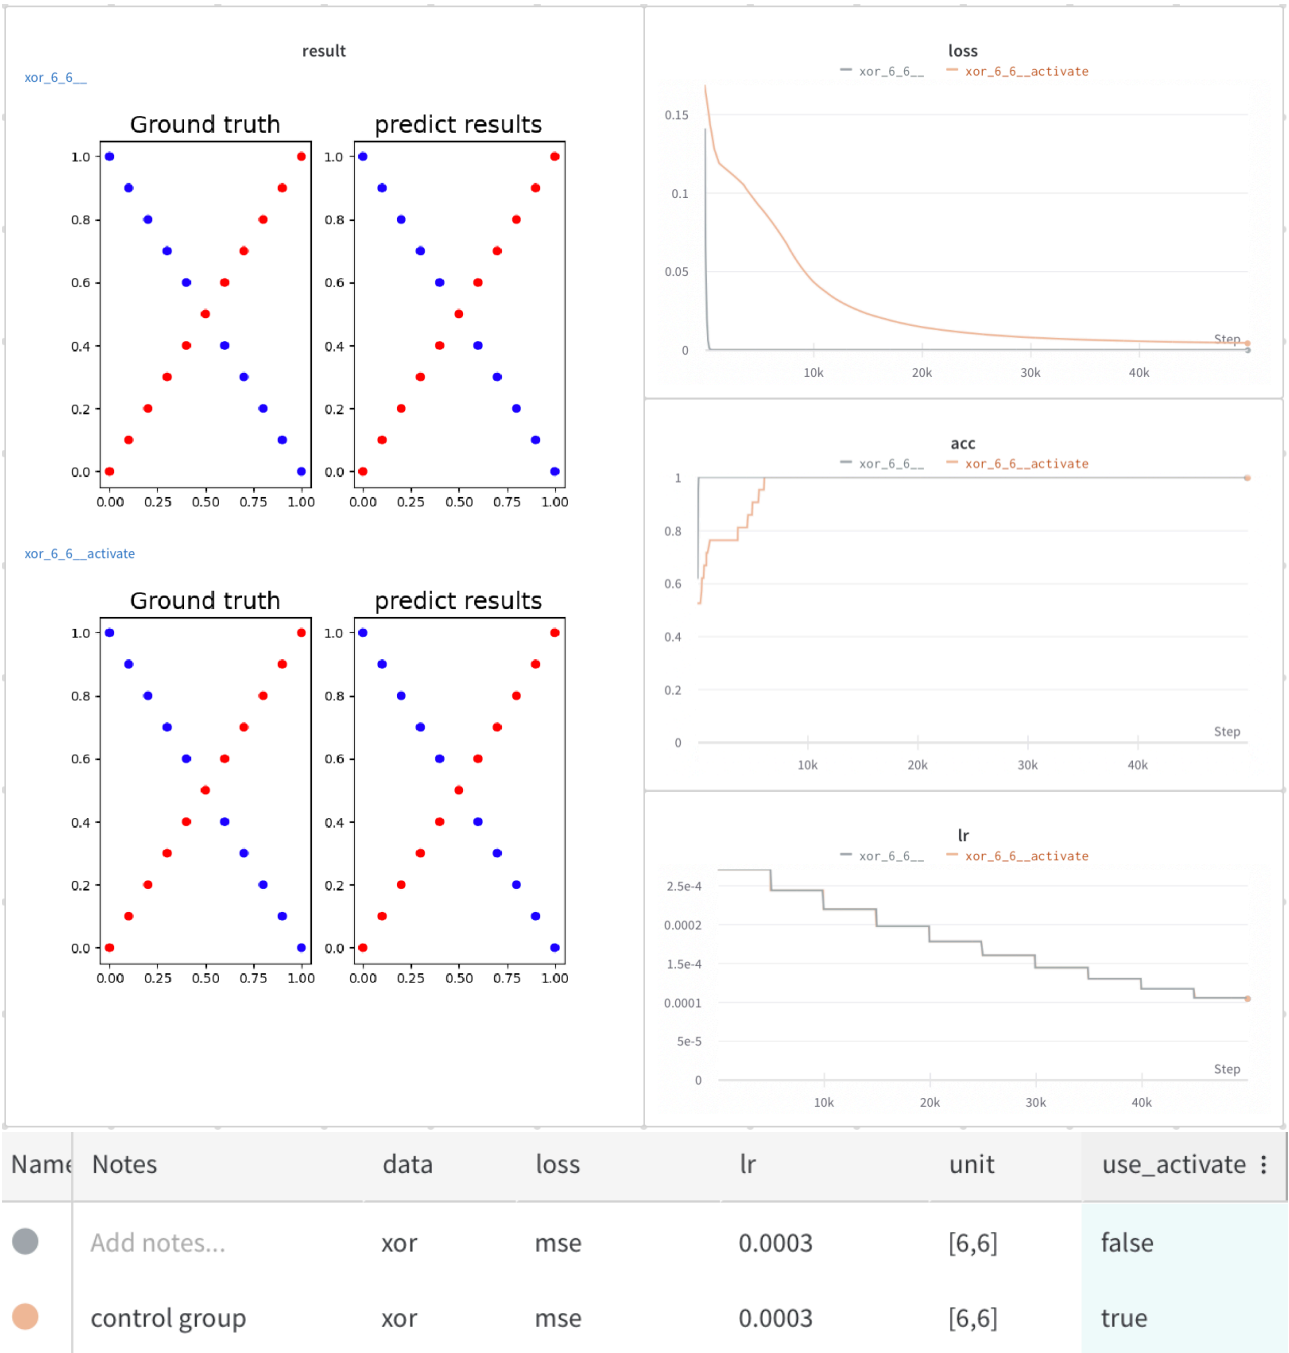 result
xor_6_6__
Ground truth predict results
1.0 1.0
0.8 0.8
0.6 0.6
0.4 0.4
0.2 0.2
0.0 0.0
0.00 0.25 0.50 0.75 1.00 0.00 0.25 0.50 0.75 1.00
xor_6_6__activate
Ground truth predict results
1.0 1.0
0.8 0.8
0.6 0.6
0.4 0.4
0.2 0.2
0.0 0.0
0.00 0.25 0.50 0.75 1.00 0.00 0.25 0.50 0.75 1.00
loss
xor_6_6__ xor_6_6__activate
0.15
0.1
0.05
Step
0
10k 20k 30k 40k
acc
xor_6_6__ xor_6_6__activate
1
0.8
0.6
0.4
0.2
Step
0
10k 20k 30k 40k
lr
xor_6_6__ xor_6_6__activate
2.5e-4
0.0002
1.5e-4
0.0001
5e-5
Step
0
10k 20k 30k 40k
Name Notes data loss lr unit use_activate
Add notes... xor mse 0.0003 [6,6] false
control group xor mse 0.0003 [6,6] true